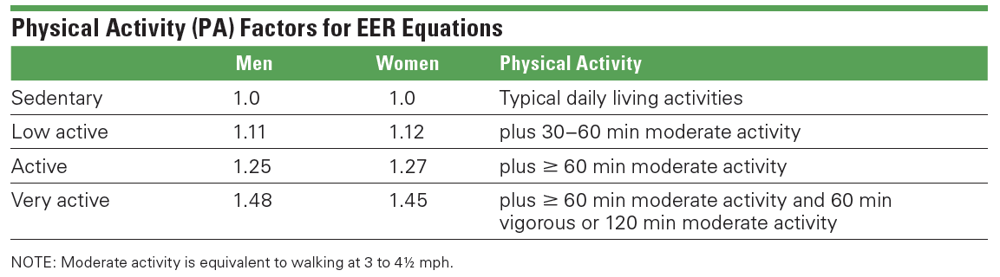 Physical Activity (PA) Factors for EER Equations
Men Women Physical Activity
Sedentary 1.0 1.0 Typical daily living activities
Low active 1.11 1.12 plus 30–60 min moderate activity
Active 1.25 1.27 plus ≥ 60 min moderate activity
Very active 1.48 1.45 plus ≥ 60 min moderate activity and 60 min
vigorous or 120 min moderate activity
NOTE: Moderate activity is equivalent to walking at 3 to 4½ mph.